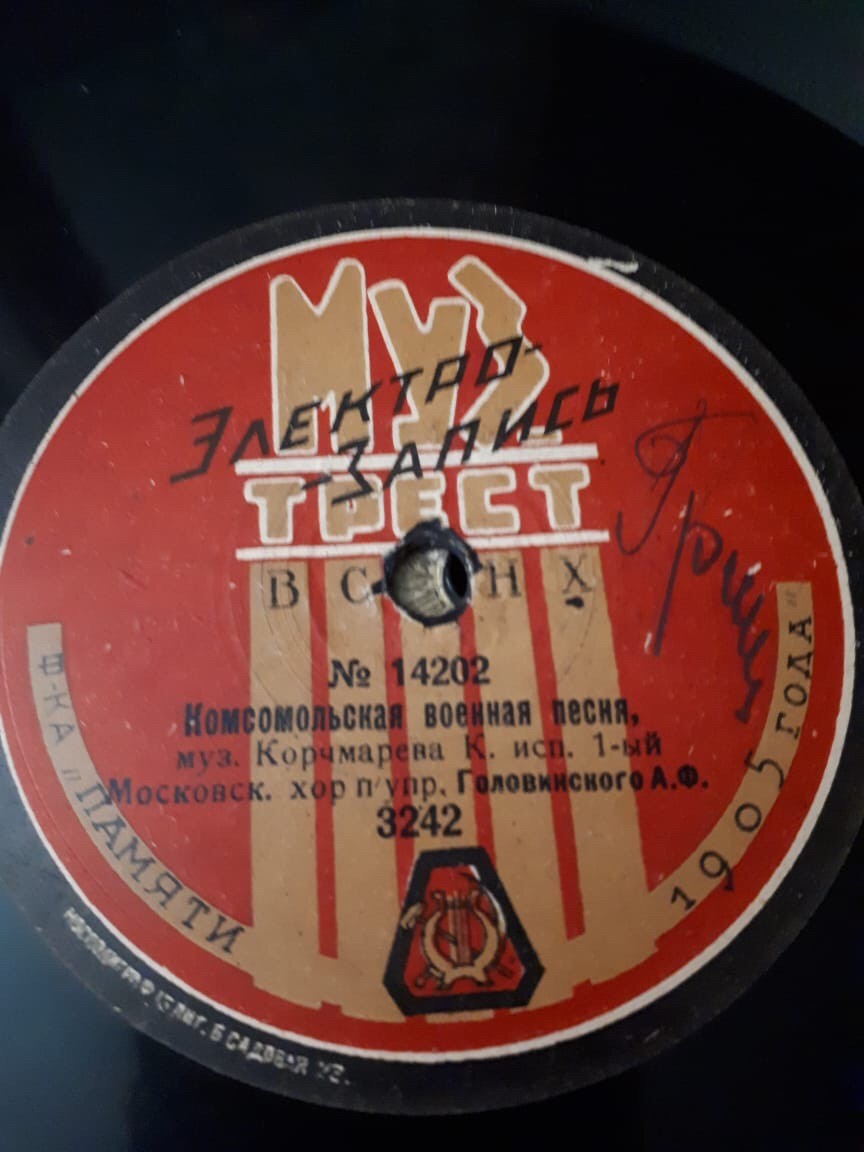 МУЗ
ЭЛЕКТРО-
-ЗАПИСЬ
ТРЕСТ
В С Н Х
№ 14202
Комсомольская военная песня,
муз. Корчмарева К. исп. 1-ый
Московск. хор п/упр. Головинского А.Ф.
3242
Ф-КА „ПАМЯТИ 1905 ГОДА"
ЛИТ. Б САДОВАЯ